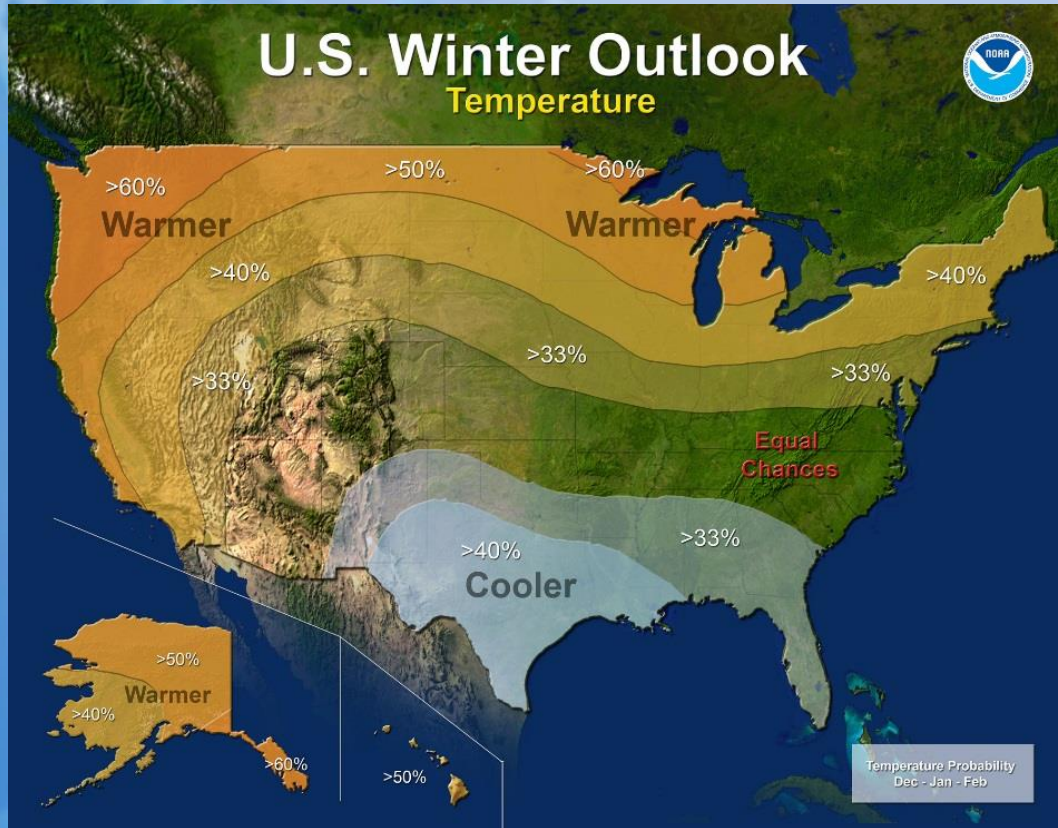 U.S. Winter Outlook
Temperature
NOAA
>60%
>50%
>60%
Warmer
Warmer
>40%
>40%
>33%
>33%
>33%
Equal
Chances
>40%
>33%
Cooler
>50%
Warmer
>40%
>60%
>50%
Temperature Probability
Dec - Jan - Feb